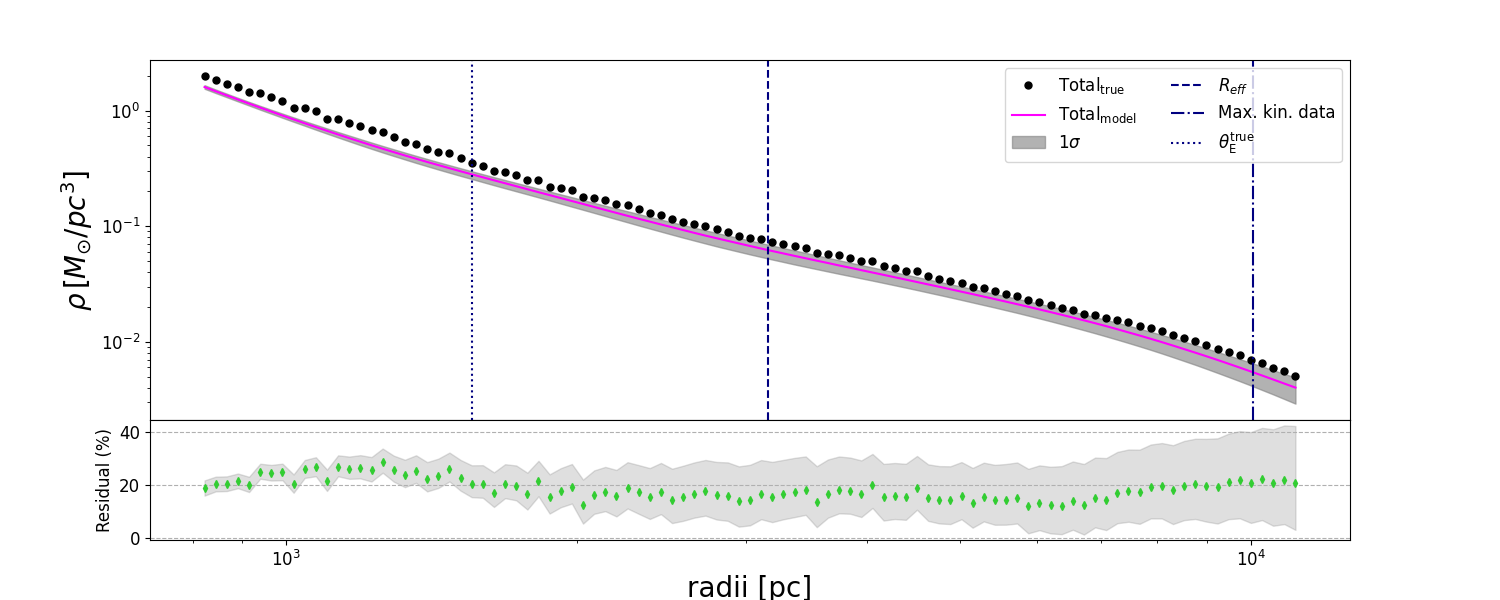 ρ [M⊙/pc³]
10⁰
10⁻¹
10⁻²
Total_true
Total_model
1σ
R_eff
Max. kin. data
θ_E^true
Residual (%)
40
20
0
10³
10⁴
radii [pc]